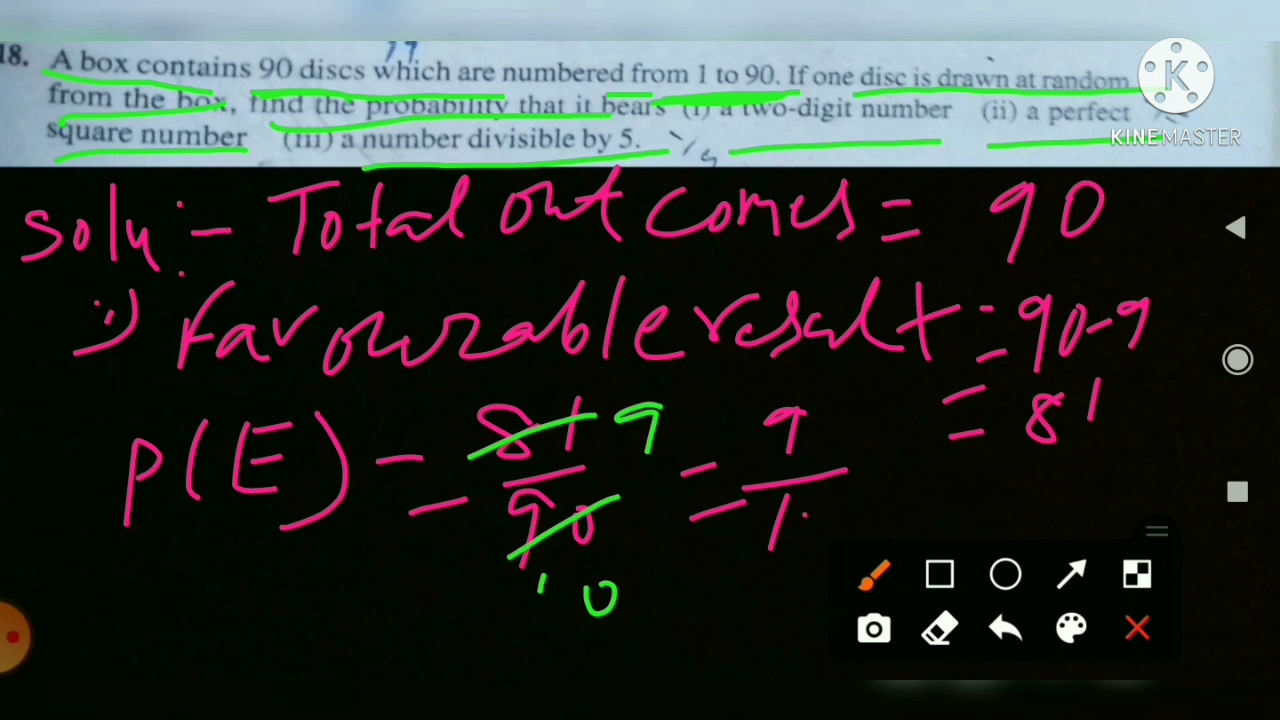 18. A box contains 90 discs which are numbered from 1 to 90. If one disc is drawn at random
from the box, find the probability that it bears (i) a two-digit number (ii) a perfect
square number (iii) a number divisible by 5.
KINEMASTER
Soln :- Total out comes = 90
i) Favourable result = 90-9
= 81
P(E) = 81/90 = 9/1
9
10